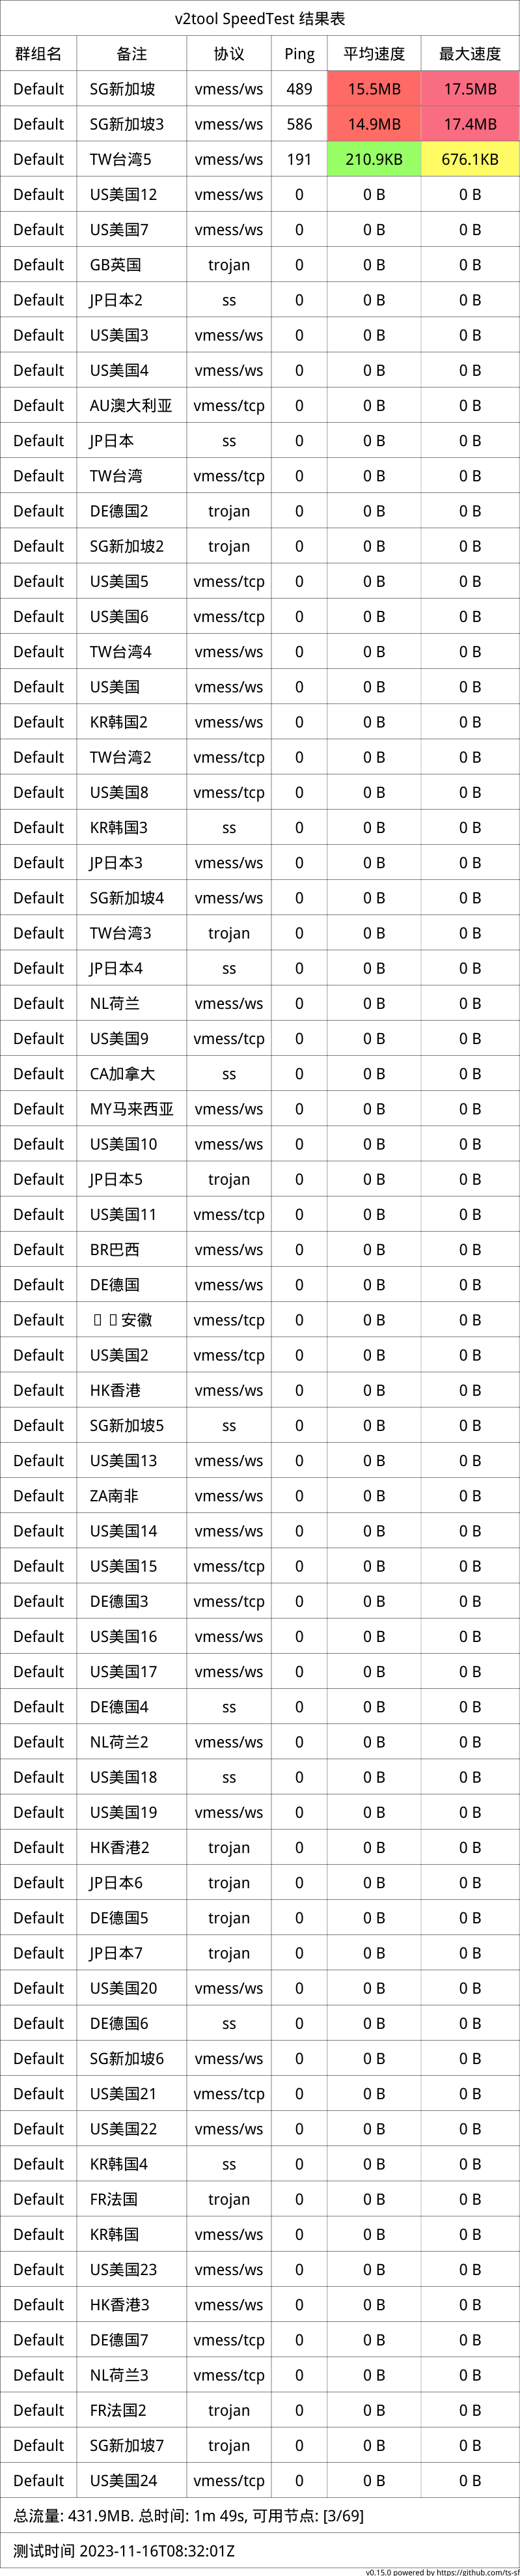 v2tool SpeedTest 结果表
群组名 备注 协议 Ping 平均速度 最大速度
Default SG新加坡 vmess/ws 489 15.5MB 17.5MB
Default SG新加坡3 vmess/ws 586 14.9MB 17.4MB
Default TW台湾5 vmess/ws 191 210.9KB 676.1KB
Default US美国12 vmess/ws 0 0 B 0 B
Default US美国7 vmess/ws 0 0 B 0 B
Default GB英国 trojan 0 0 B 0 B
Default JP日本2 ss 0 0 B 0 B
Default US美国3 vmess/ws 0 0 B 0 B
Default US美国4 vmess/ws 0 0 B 0 B
Default AU澳大利亚 vmess/tcp 0 0 B 0 B
Default JP日本 ss 0 0 B 0 B
Default TW台湾 vmess/tcp 0 0 B 0 B
Default DE德国2 trojan 0 0 B 0 B
Default SG新加坡2 trojan 0 0 B 0 B
Default US美国5 vmess/tcp 0 0 B 0 B
Default US美国6 vmess/tcp 0 0 B 0 B
Default TW台湾4 vmess/ws 0 0 B 0 B
Default US美国 vmess/ws 0 0 B 0 B
Default KR韩国2 vmess/ws 0 0 B 0 B
Default TW台湾2 vmess/tcp 0 0 B 0 B
Default US美国8 vmess/tcp 0 0 B 0 B
Default KR韩国3 ss 0 0 B 0 B
Default JP日本3 vmess/ws 0 0 B 0 B
Default SG新加坡4 vmess/ws 0 0 B 0 B
Default TW台湾3 trojan 0 0 B 0 B
Default JP日本4 ss 0 0 B 0 B
Default NL荷兰 vmess/ws 0 0 B 0 B
Default US美国9 vmess/tcp 0 0 B 0 B
Default CA加拿大 ss 0 0 B 0 B
Default MY马来西亚 vmess/ws 0 0 B 0 B
Default US美国10 vmess/ws 0 0 B 0 B
Default JP日本5 trojan 0 0 B 0 B
Default US美国11 vmess/tcp 0 0 B 0 B
Default BR巴西 vmess/ws 0 0 B 0 B
Default DE德国 vmess/ws 0 0 B 0 B
Default 安徽 vmess/tcp 0 0 B 0 B
Default US美国2 vmess/tcp 0 0 B 0 B
Default HK香港 vmess/ws 0 0 B 0 B
Default SG新加坡5 ss 0 0 B 0 B
Default US美国13 vmess/ws 0 0 B 0 B
Default ZA南非 vmess/ws 0 0 B 0 B
Default US美国14 vmess/ws 0 0 B 0 B
Default US美国15 vmess/tcp 0 0 B 0 B
Default DE德国3 vmess/tcp 0 0 B 0 B
Default US美国16 vmess/ws 0 0 B 0 B
Default US美国17 vmess/ws 0 0 B 0 B
Default DE德国4 ss 0 0 B 0 B
Default NL荷兰2 vmess/ws 0 0 B 0 B
Default US美国18 ss 0 0 B 0 B
Default US美国19 vmess/ws 0 0 B 0 B
Default HK香港2 trojan 0 0 B 0 B
Default JP日本6 trojan 0 0 B 0 B
Default DE德国5 trojan 0 0 B 0 B
Default JP日本7 trojan 0 0 B 0 B
Default US美国20 vmess/ws 0 0 B 0 B
Default DE德国6 ss 0 0 B 0 B
Default SG新加坡6 vmess/ws 0 0 B 0 B
Default US美国21 vmess/tcp 0 0 B 0 B
Default US美国22 vmess/ws 0 0 B 0 B
Default KR韩国4 ss 0 0 B 0 B
Default FR法国 trojan 0 0 B 0 B
Default KR韩国 vmess/ws 0 0 B 0 B
Default US美国23 vmess/ws 0 0 B 0 B
Default HK香港3 vmess/ws 0 0 B 0 B
Default DE德国7 vmess/tcp 0 0 B 0 B
Default NL荷兰3 vmess/tcp 0 0 B 0 B
Default FR法国2 trojan 0 0 B 0 B
Default SG新加坡7 trojan 0 0 B 0 B
Default US美国24 vmess/tcp 0 0 B 0 B
总流量: 431.9MB. 总时间: 1m 49s, 可用节点: [3/69]
测试时间 2023-11-16T08:32:01Z
v0.15.0 powered by https://github.com/ts-sf